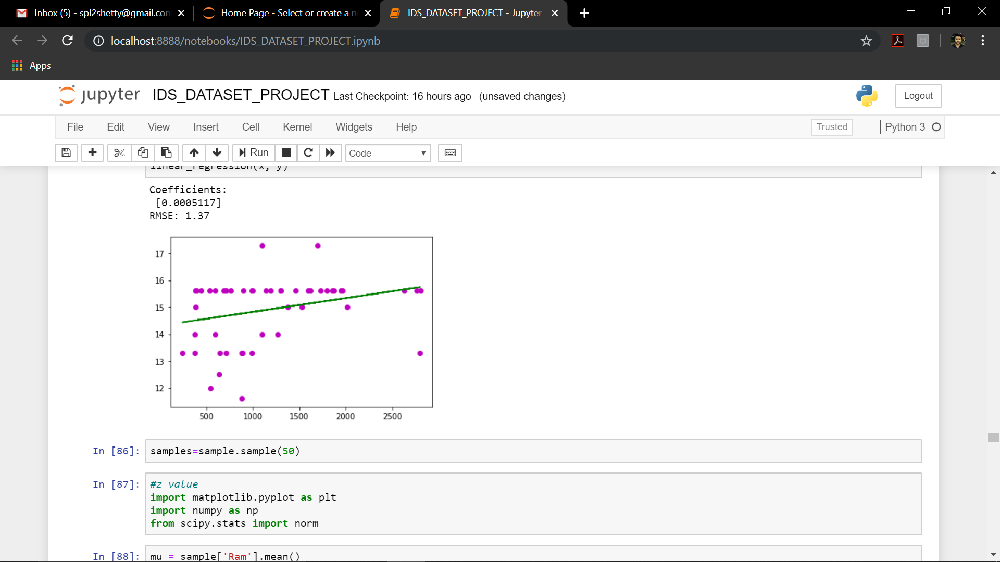 Inbox (5) - spl2shetty@gmail.con
Home Page - Select or create a n
IDS_DATASET_PROJECT - Jupyter
localhost:8888/notebooks/IDS_DATASET_PROJECT.ipynb
Apps
jupyter IDS_DATASET_PROJECT Last Checkpoint: 16 hours ago (unsaved changes)
Logout
File Edit View Insert Cell Kernel Widgets Help
Trusted
Python 3
Run
Code
linear_regression(x, y)
Coefficients:
[0.0005117]
RMSE: 1.37
17
16
15
14
13
12
500 1000 1500 2000 2500
In [86]: samples=sample.sample(50)
In [87]: #z value
import matplotlib.pyplot as plt
import numpy as np
from scipy.stats import norm
In [88]: mu = sample['Ram'].mean()